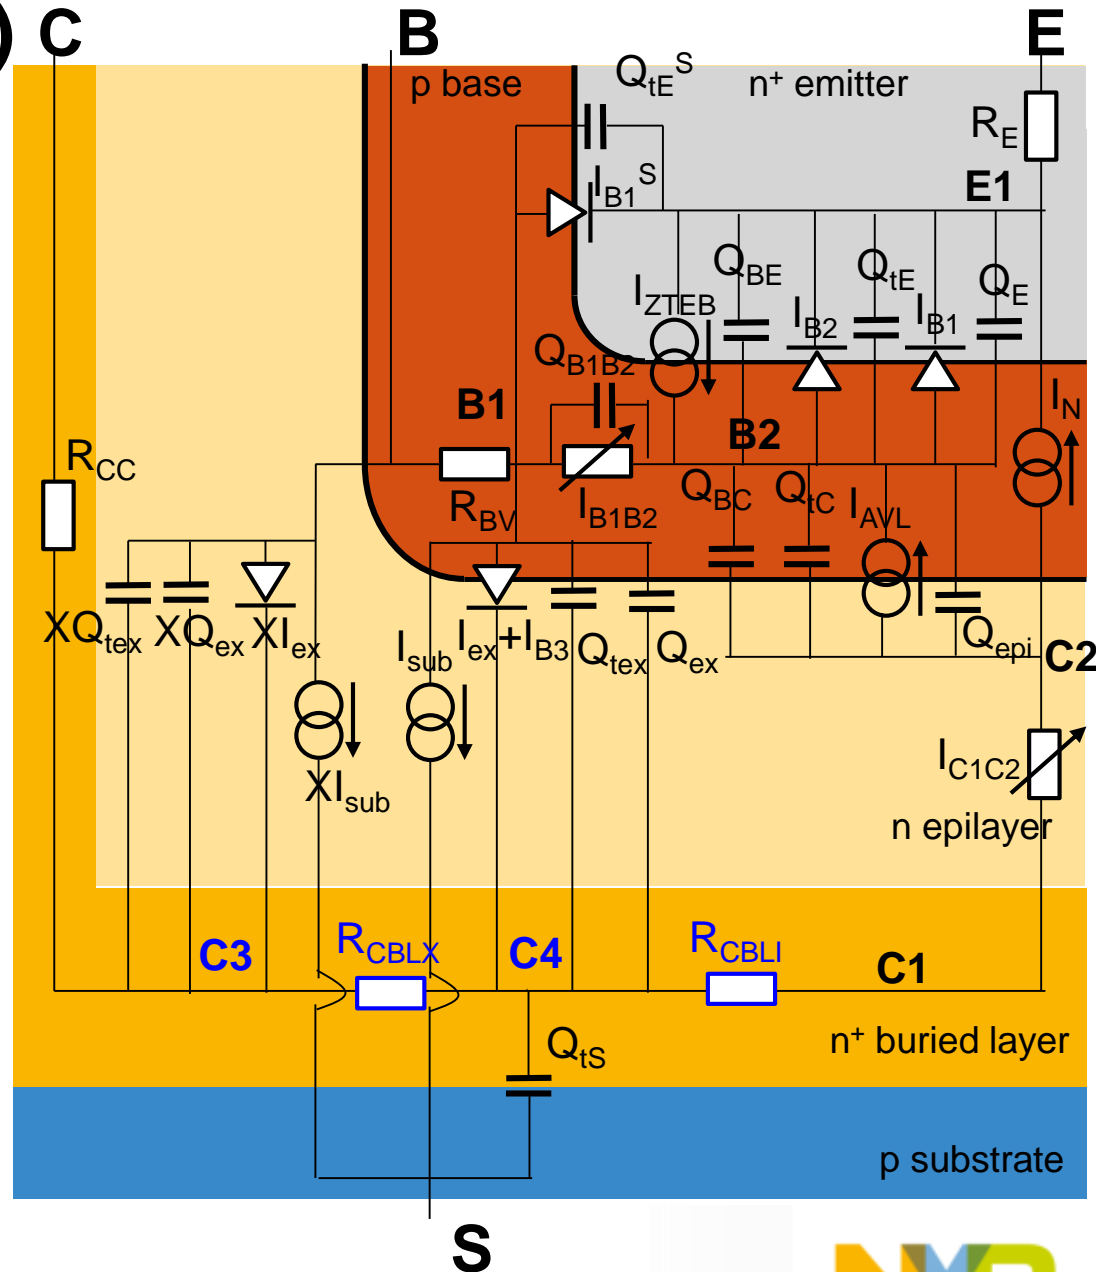 )
C
B
E
p base
Q_tE^S
n⁺ emitter
R_E
I_B1^S
E1
Q_BE
Q_tE
Q_E
I_ZTEB
I_B2
I_B1
Q_B1B2
B1
B2
I_N
R_CC
R_BV
I_B1B2
Q_BC
Q_tC
I_AVL
XQ_tex
XQ_ex
XI_ex
I_sub
I_ex+I_B3
Q_tex
Q_ex
Q_epi
C2
XI_sub
I_C1C2
n epilayer
C3
R_CBLX
C4
R_CBLI
C1
Q_tS
n⁺ buried layer
p substrate
S